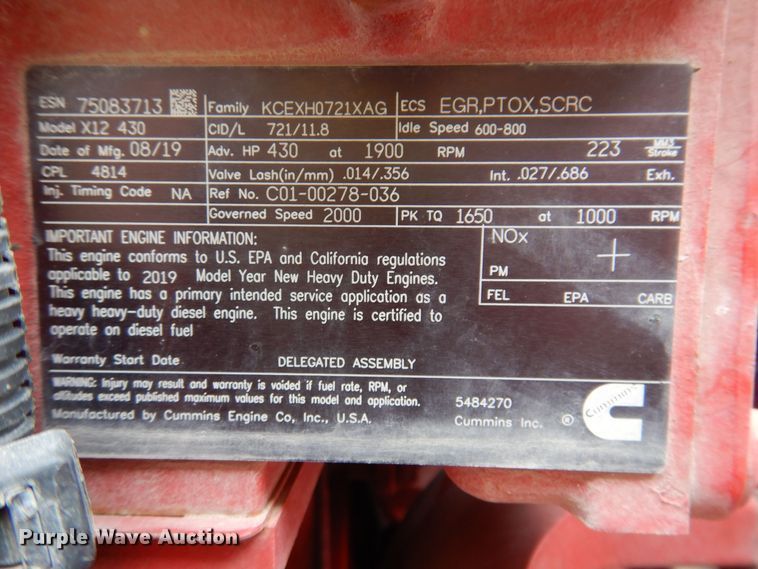 ESN 75083713 Family KCEXH0721XAG ECS EGR,PTOX,SCRC
Model X12 430 CID/L 721/11.8 Idle Speed 600-800
Date of Mfg. 08/19 Adv. HP 430 at 1900 RPM 223 MM3 Stroke
CPL 4814 Valve Lash(in/mm) .014/.356 Int. .027/.686 Exh.
Inj. Timing Code NA Ref No. C01-00278-036
Governed Speed 2000 PK TQ 1650 at 1000 RPM
IMPORTANT ENGINE INFORMATION:
This engine conforms to U.S. EPA and California regulations
applicable to 2019 Model Year New Heavy Duty Engines.
This engine has a primary intended service application as a
heavy heavy-duty diesel engine. This engine is certified to
operate on diesel fuel
NOx
PM
FEL EPA CARB
Warranty Start Date DELEGATED ASSEMBLY
WARNING: Injury may result and warranty is voided if fuel rate, RPM, or
altitudes exceed published maximum values for this model and application.
Manufactured by Cummins Engine Co, Inc., U.S.A.
5484270
Cummins Inc. ®
Cummins
Purple Wave Auction